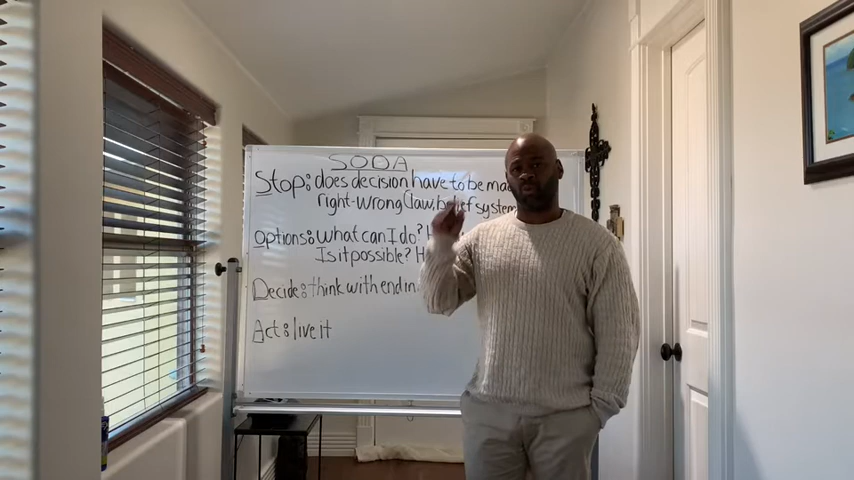 SODA
Stop: does decision have to be ma
right-wrong (law, belief system
Options: What can I do? H
Is it possible? H
Decide: think with end in
Act: live it